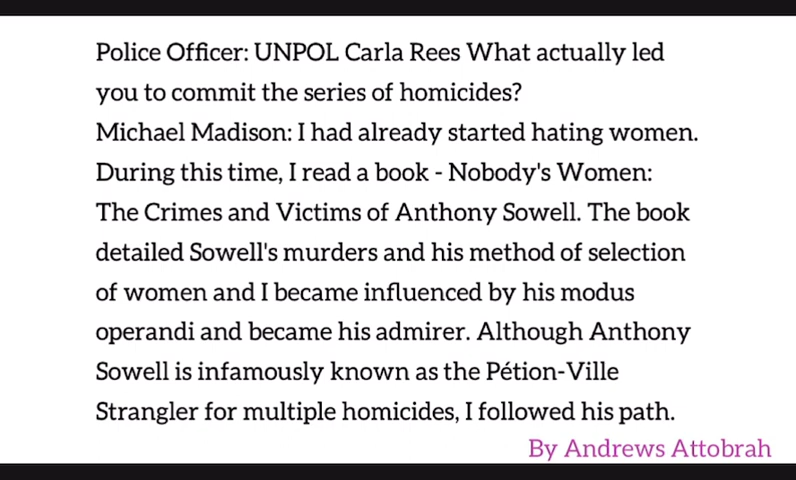 Police Officer: UNPOL Carla Rees What actually led
you to commit the series of homicides?
Michael Madison: I had already started hating women.
During this time, I read a book - Nobody's Women:
The Crimes and Victims of Anthony Sowell. The book
detailed Sowell's murders and his method of selection
of women and I became influenced by his modus
operandi and became his admirer. Although Anthony
Sowell is infamously known as the Pétion-Ville
Strangler for multiple homicides, I followed his path.
By Andrews Attobrah